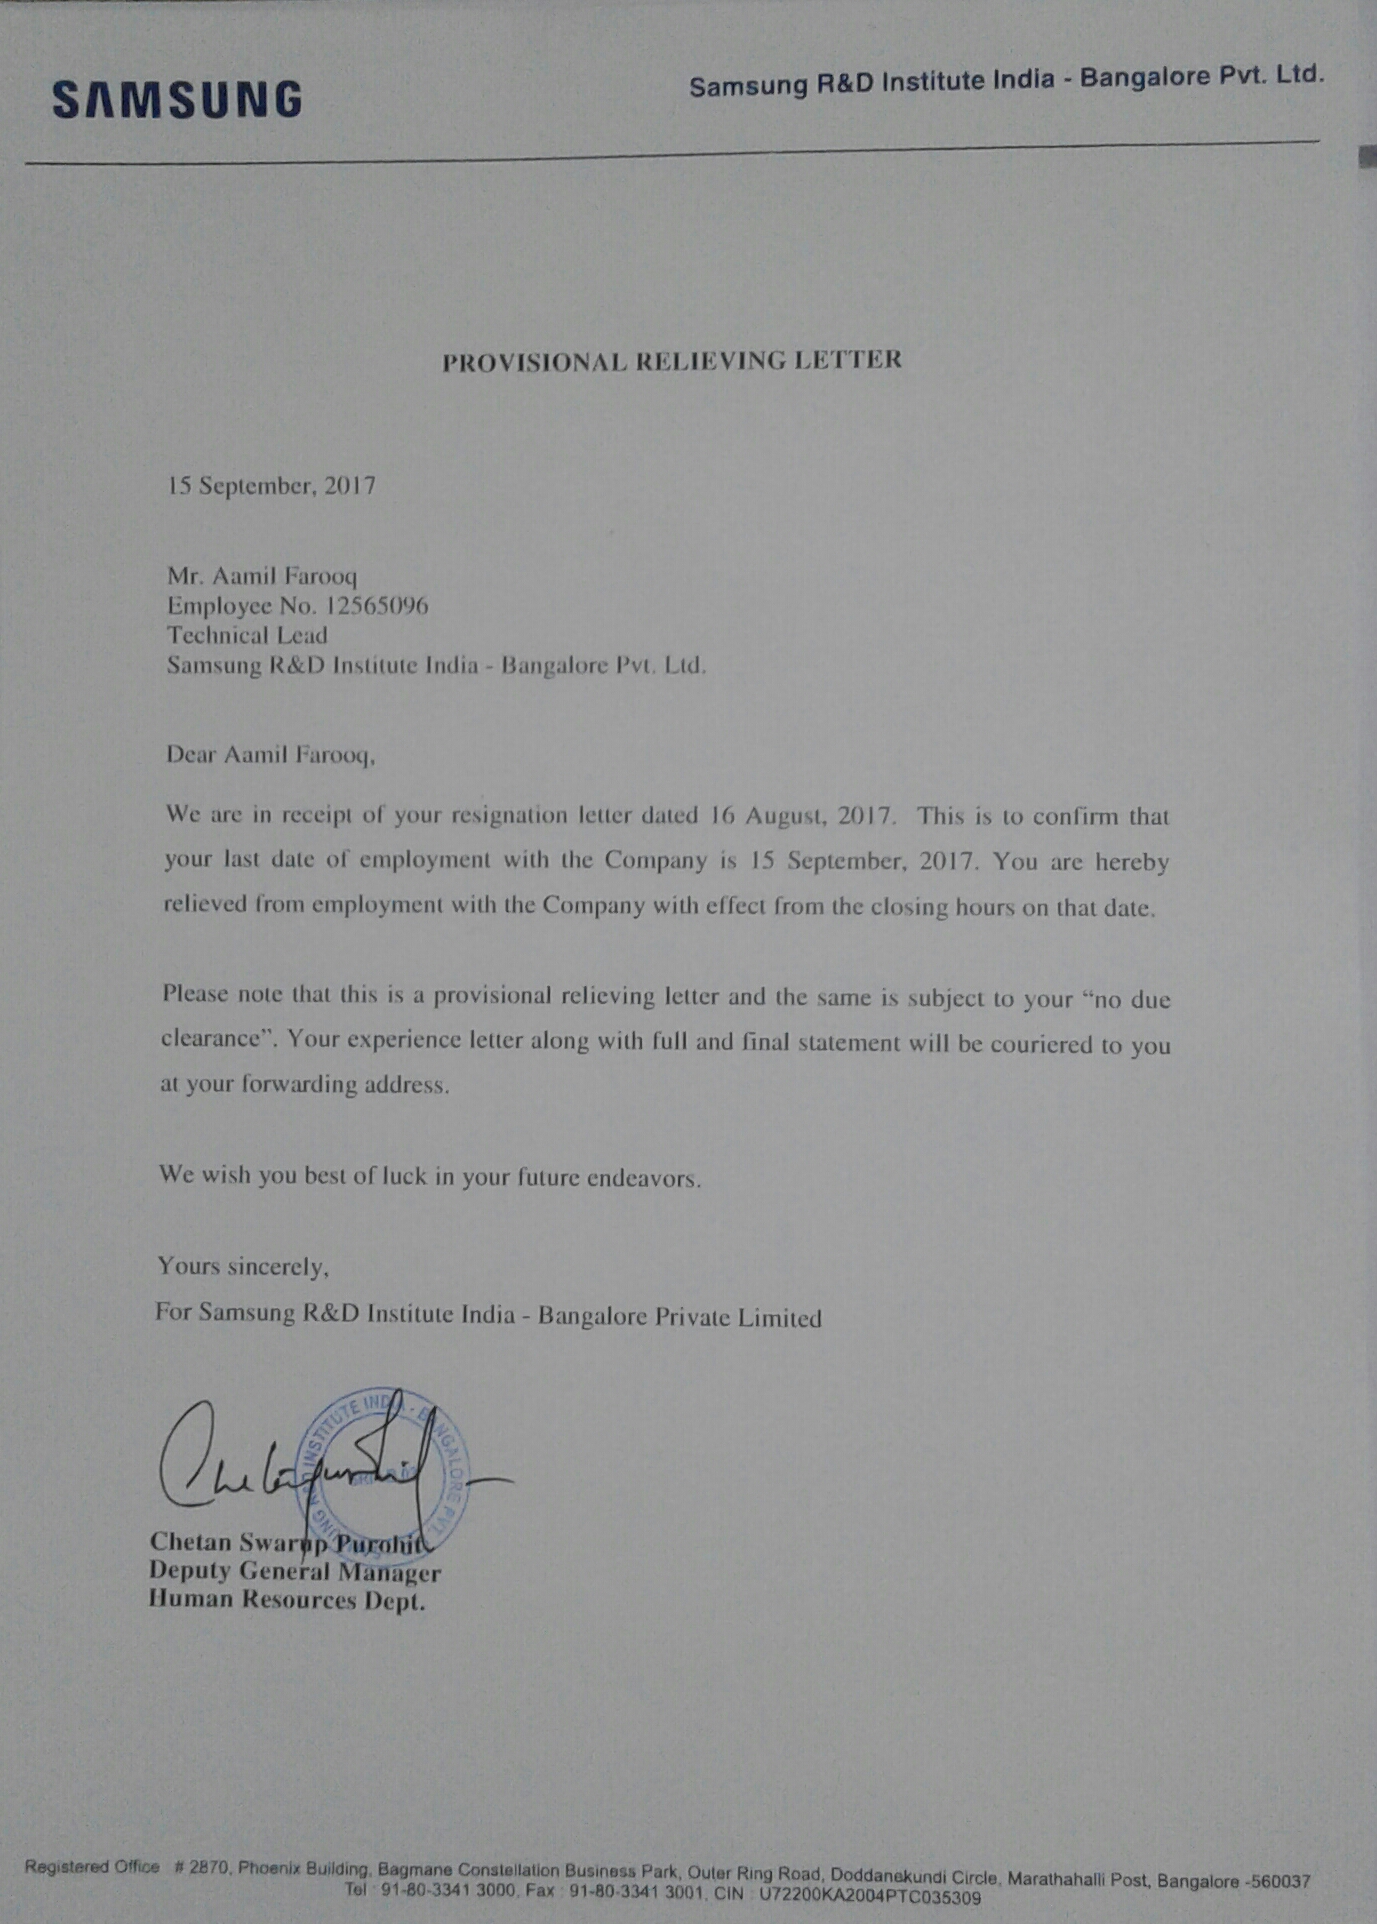 SAMSUNG
Samsung R&D Institute India - Bangalore Pvt. Ltd.
PROVISIONAL RELIEVING LETTER
15 September, 2017
Mr. Aamil Farooq
Employee No. 12565096
Technical Lead
Samsung R&D Institute India - Bangalore Pvt. Ltd.
Dear Aamil Farooq,
We are in receipt of your resignation letter dated 16 August, 2017. This is to confirm that
your last date of employment with the Company is 15 September, 2017. You are hereby
relieved from employment with the Company with effect from the closing hours on that date.
Please note that this is a provisional relieving letter and the same is subject to your “no due
clearance”. Your experience letter along with full and final statement will be couriered to you
at your forwarding address.
We wish you best of luck in your future endeavors.
Yours sincerely,
For Samsung R&D Institute India - Bangalore Private Limited
INSTITUTE INDIA - BANGALORE PVT
Chetan Swarup Purohit
Deputy General Manager
Human Resources Dept.
Registered Office # 2870, Phoenix Building, Bagmane Constellation Business Park, Outer Ring Road, Doddanekundi Circle, Marathahalli Post, Bangalore -560037
Tel : 91-80-3341 3000, Fax : 91-80-3341 3001, CIN : U72200KA2004PTC035309